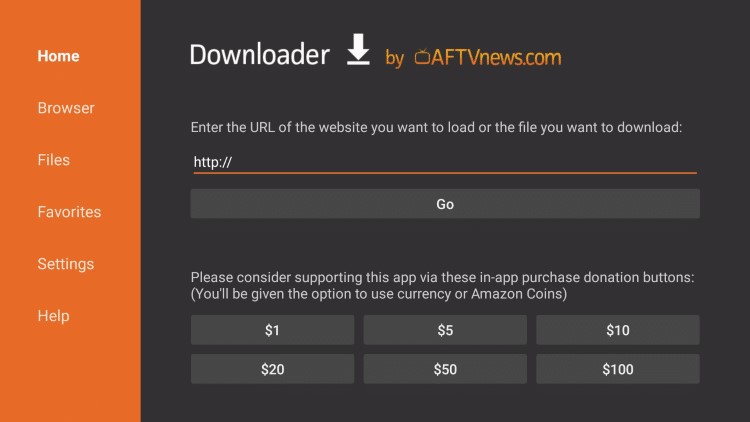 Home
Browser
Files
Favorites
Settings
Help
Downloader by AFTVnews.com
Enter the URL of the website you want to load or the file you want to download:
http://
Go
Please consider supporting this app via these in-app purchase donation buttons:
(You'll be given the option to use currency or Amazon Coins)
$1 $5 $10
$20 $50 $100